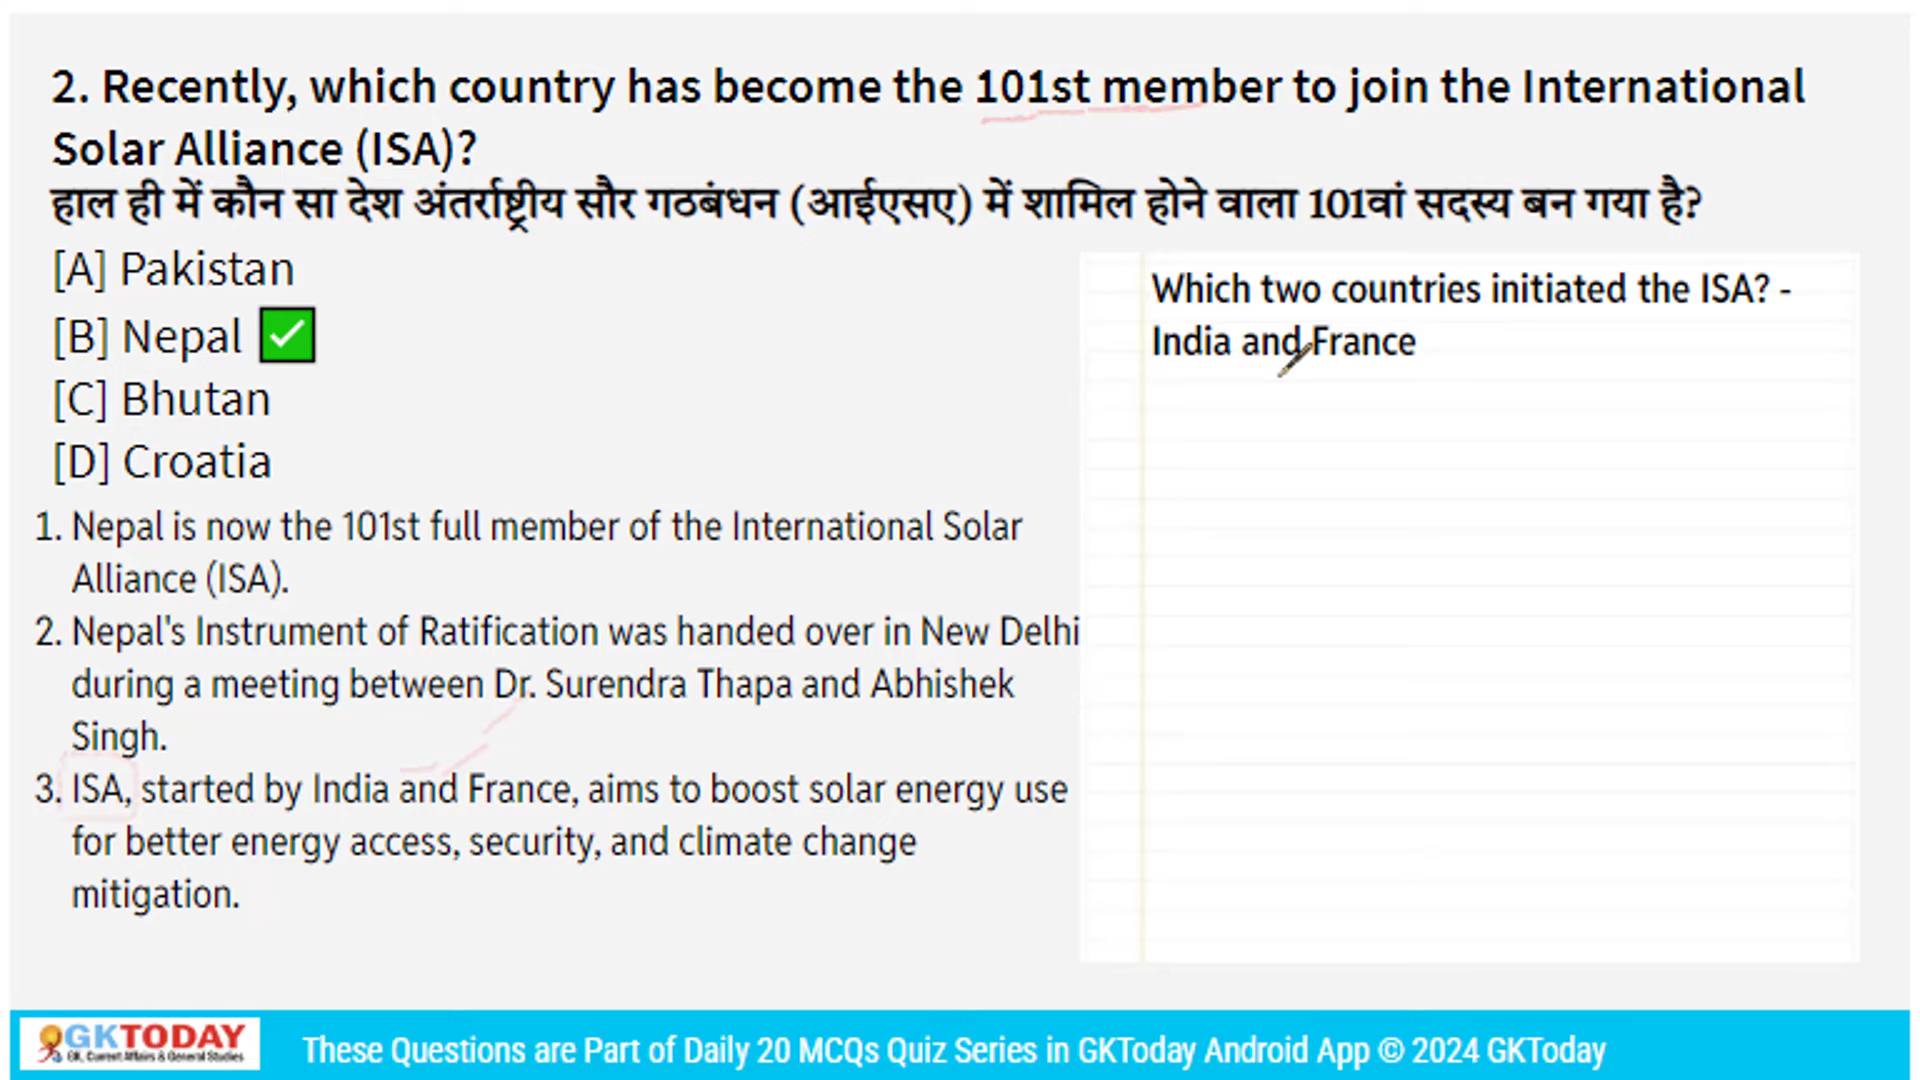 2. Recently, which country has become the 101st member to join the International
Solar Alliance (ISA)?
हाल ही में कौन सा देश अंतर्राष्ट्रीय सौर गठबंधन (आईएसए) में शामिल होने वाला 101वां सदस्य बन गया है?
[A] Pakistan
[B] Nepal
[C] Bhutan
[D] Croatia
1. Nepal is now the 101st full member of the International Solar
Alliance (ISA).
2. Nepal's Instrument of Ratification was handed over in New Delhi
during a meeting between Dr. Surendra Thapa and Abhishek
Singh.
3. ISA, started by India and France, aims to boost solar energy use
for better energy access, security, and climate change
mitigation.
Which two countries initiated the ISA? -
India and France
GKTODAY
GK, Current Affairs & General Studies
These Questions are Part of Daily 20 MCQs Quiz Series in GKToday Android App © 2024 GKToday